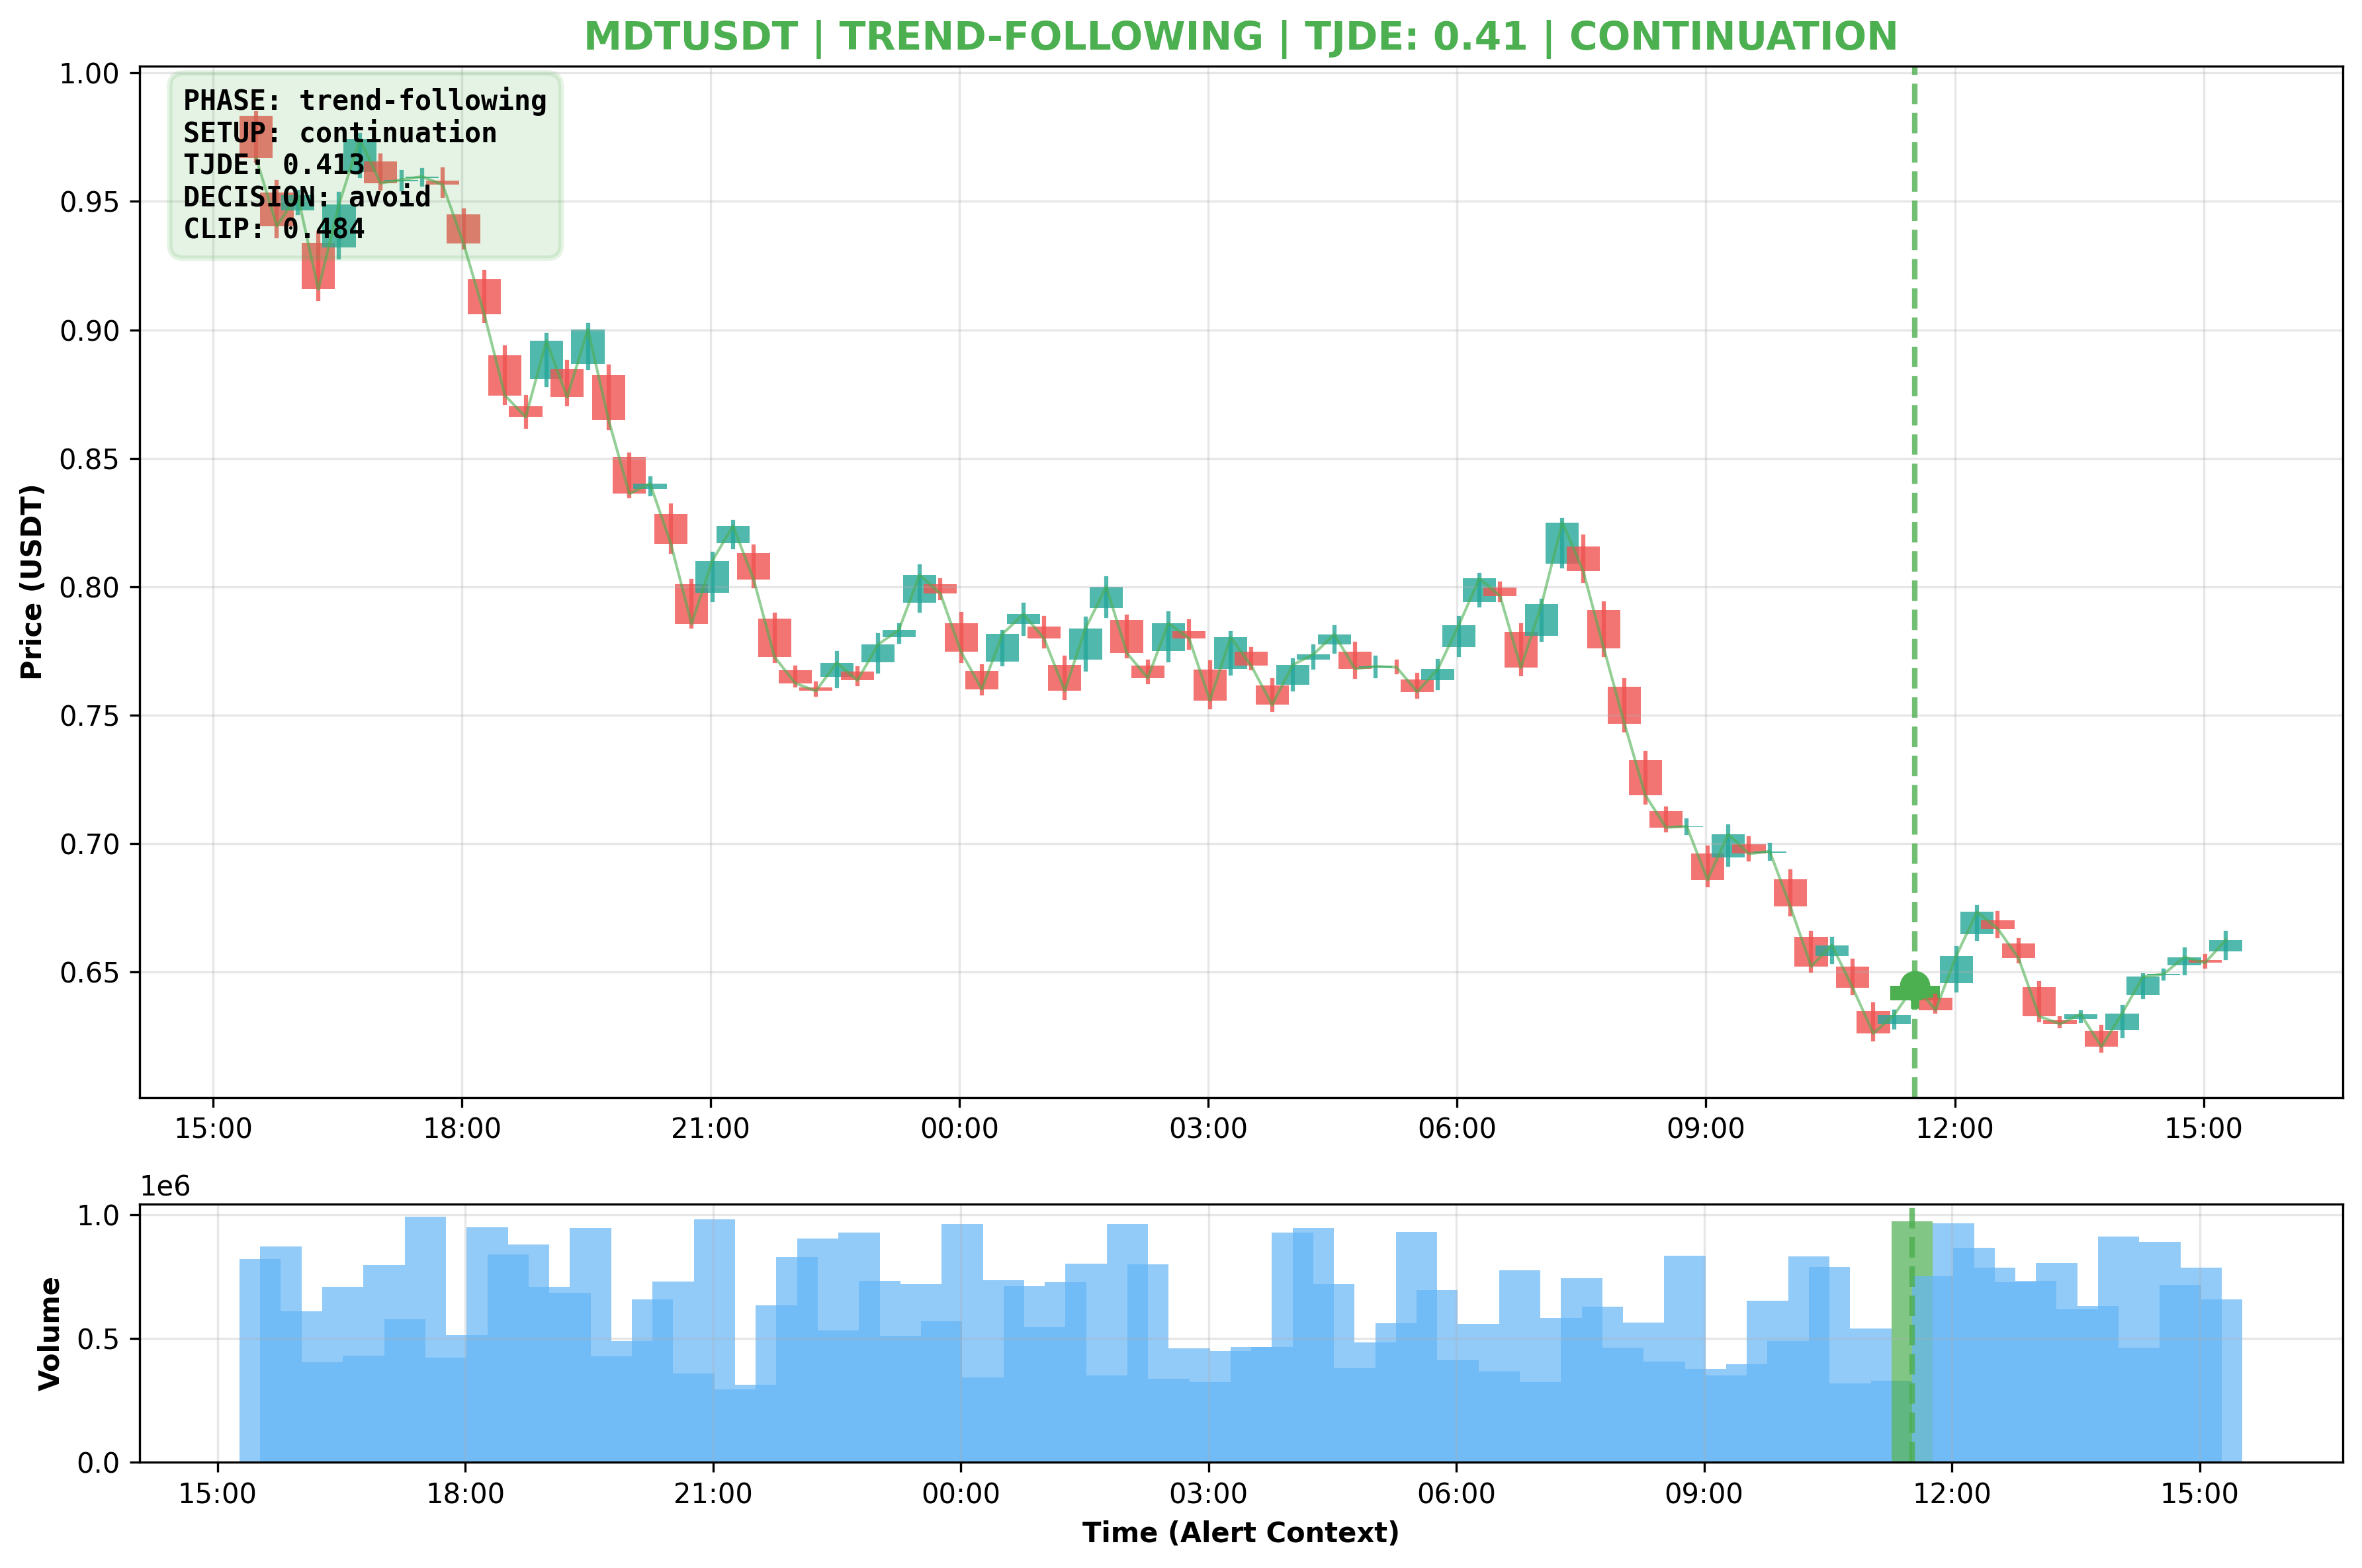 MDTUSDT | TREND-FOLLOWING | TJDE: 0.41 | CONTINUATION
PHASE: trend-following
SETUP: continuation
TJDE: 0.413
DECISION: avoid
CLIP: 0.484
Price (USDT)
1.00
0.95
0.90
0.85
0.80
0.75
0.70
0.65
15:00 18:00 21:00 00:00 03:00 06:00 09:00 12:00 15:00
1e6
Volume
1.0
0.5
0.0
15:00 18:00 21:00 00:00 03:00 06:00 09:00 12:00 15:00
Time (Alert Context)